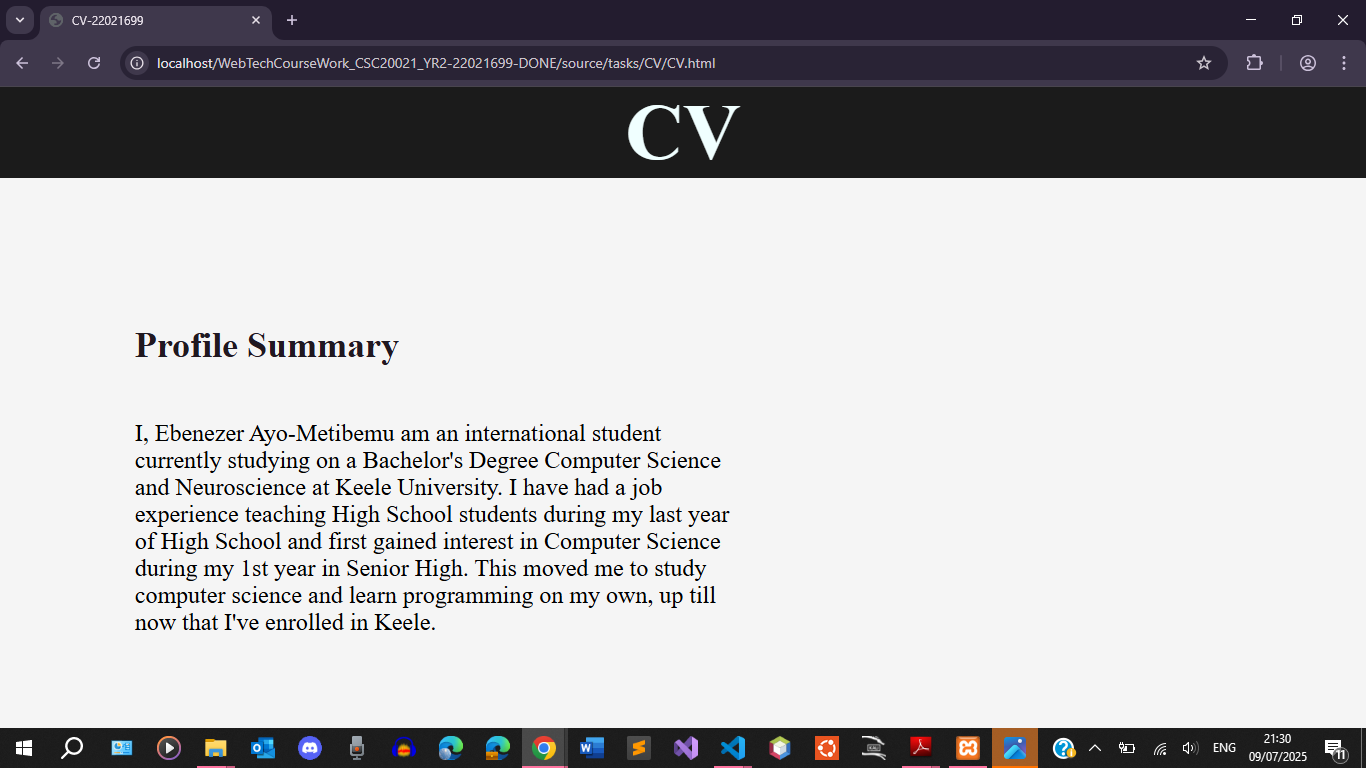 CV-22021699
localhost/WebTechCourseWork_CSC20021_YR2-22021699-DONE/source/tasks/CV/CV.html
CV
Profile Summary
I, Ebenezer Ayo-Metibemu am an international student
currently studying on a Bachelor's Degree Computer Science
and Neuroscience at Keele University. I have had a job
experience teaching High School students during my last year
of High School and first gained interest in Computer Science
during my 1st year in Senior High. This moved me to study
computer science and learn programming on my own, up till
now that I've enrolled in Keele.
ENG
21:30
09/07/2025
11